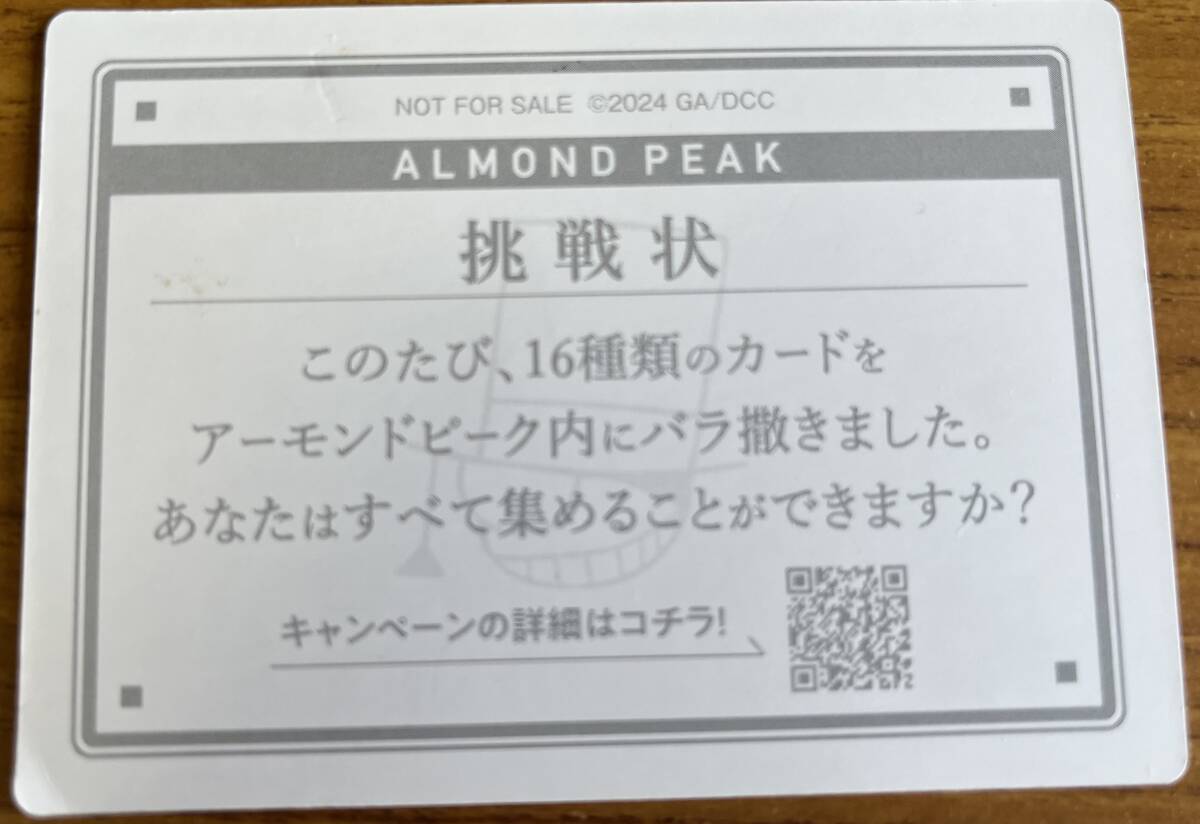 NOT FOR SALE ©2024 GA/DCC
ALMOND PEAK
挑戦状
このたび、16種類のカードを
アーモンドピーク内にバラ撒きました。
あなたはすべて集めることができますか?
キャンペーンの詳細はコチラ!